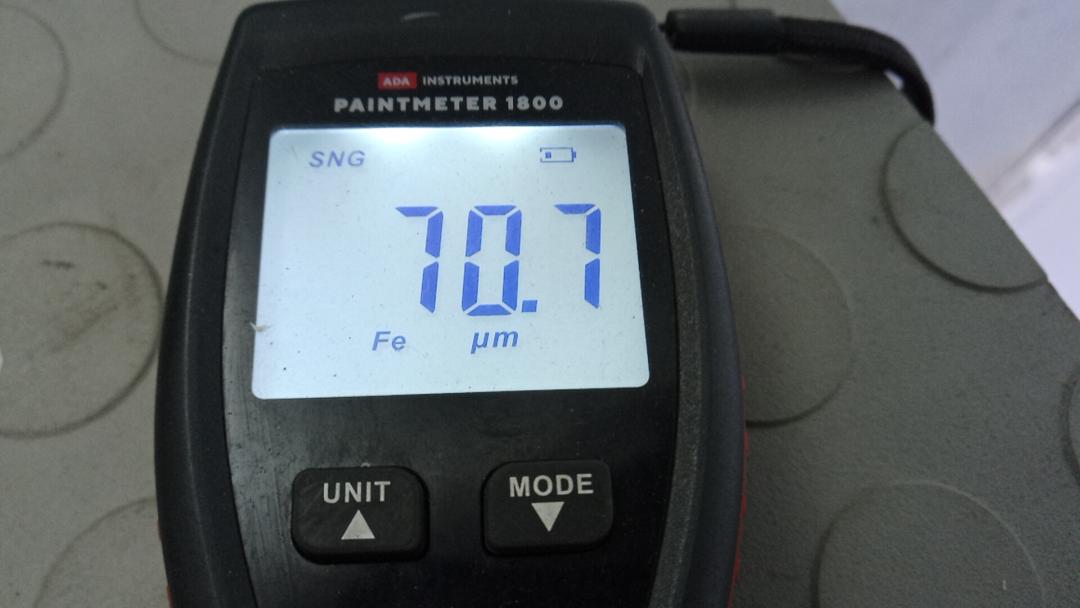 ADA INSTRUMENTS
PAINTMETER 1800
SNG
70.7
Fe µm
UNIT MODE